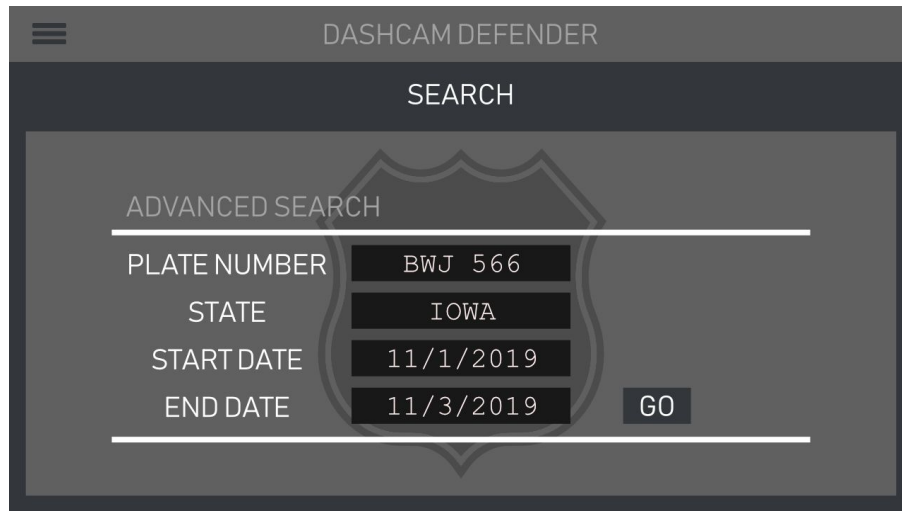 DASHCAM DEFENDER
SEARCH
ADVANCED SEARCH
PLATE NUMBER BWJ 566
STATE IOWA
START DATE 11/1/2019
END DATE 11/3/2019 GO